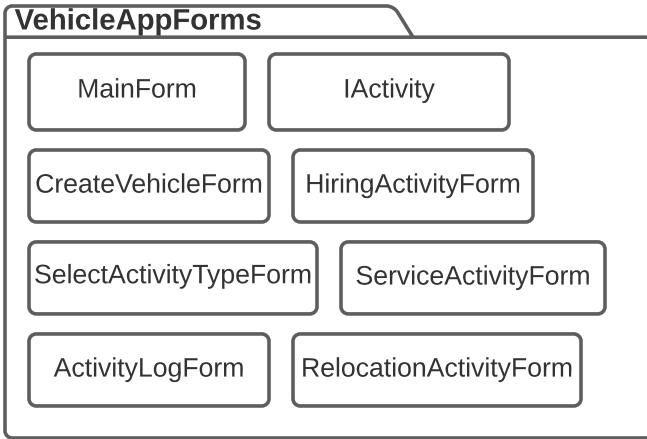 VehicleAppForms
MainForm
IActivity
CreateVehicleForm
HiringActivityForm
SelectActivityTypeForm
ServiceActivityForm
ActivityLogForm
RelocationActivityForm